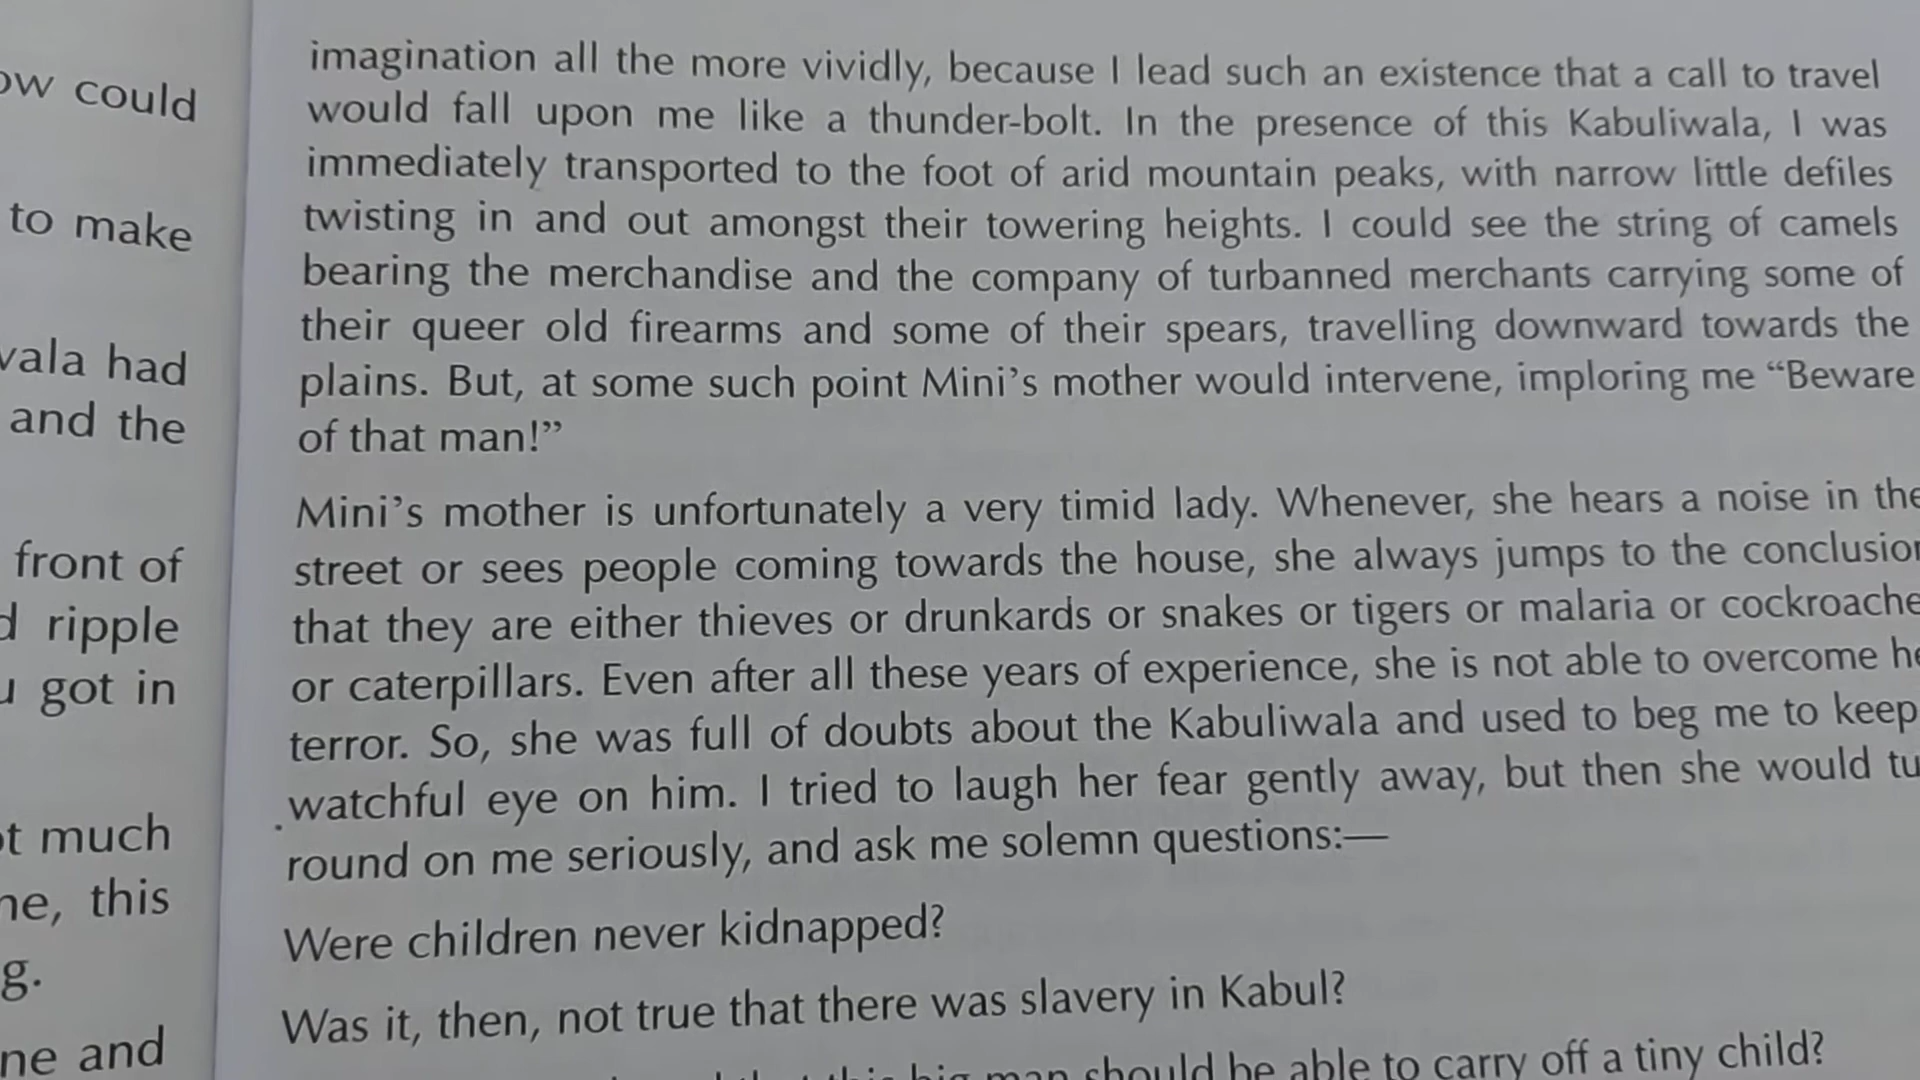 ow could
to make
vala had
and the
front of
d ripple
u got in
ot much
ne, this
g.
ne and
imagination all the more vividly, because I lead such an existence that a call to travel
would fall upon me like a thunder-bolt. In the presence of this Kabuliwala, I was
immediately transported to the foot of arid mountain peaks, with narrow little defiles
twisting in and out amongst their towering heights. I could see the string of camels
bearing the merchandise and the company of turbanned merchants carrying some of
their queer old firearms and some of their spears, travelling downward towards the
plains. But, at some such point Mini's mother would intervene, imploring me “Beware
of that man!”
Mini's mother is unfortunately a very timid lady. Whenever, she hears a noise in the
street or sees people coming towards the house, she always jumps to the conclusion
that they are either thieves or drunkards or snakes or tigers or malaria or cockroache
or caterpillars. Even after all these years of experience, she is not able to overcome he
terror. So, she was full of doubts about the Kabuliwala and used to beg me to keep
watchful eye on him. I tried to laugh her fear gently away, but then she would tu
round on me seriously, and ask me solemn questions:—
Were children never kidnapped?
Was it, then, not true that there was slavery in Kabul?
this big man should be able to carry off a tiny child?